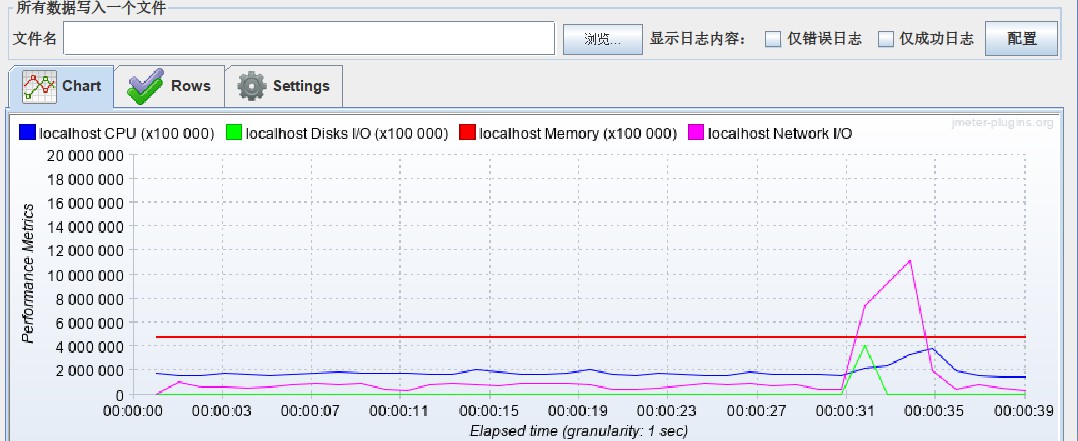 所有数据写入一个文件
文件名 浏览... 显示日志内容： 仅错误日志 仅成功日志 配置
Chart Rows Settings
localhost CPU (x100 000) localhost Disks I/O (x100 000) localhost Memory (x100 000) localhost Network I/O
jmeter-plugins.org
20 000 000
18 000 000
16 000 000
14 000 000
12 000 000
10 000 000
8 000 000
6 000 000
4 000 000
2 000 000
0
Performance Metrics
00:00:00 00:00:03 00:00:07 00:00:11 00:00:15 00:00:19 00:00:23 00:00:27 00:00:31 00:00:35 00:00:39
Elapsed time (granularity: 1 sec)